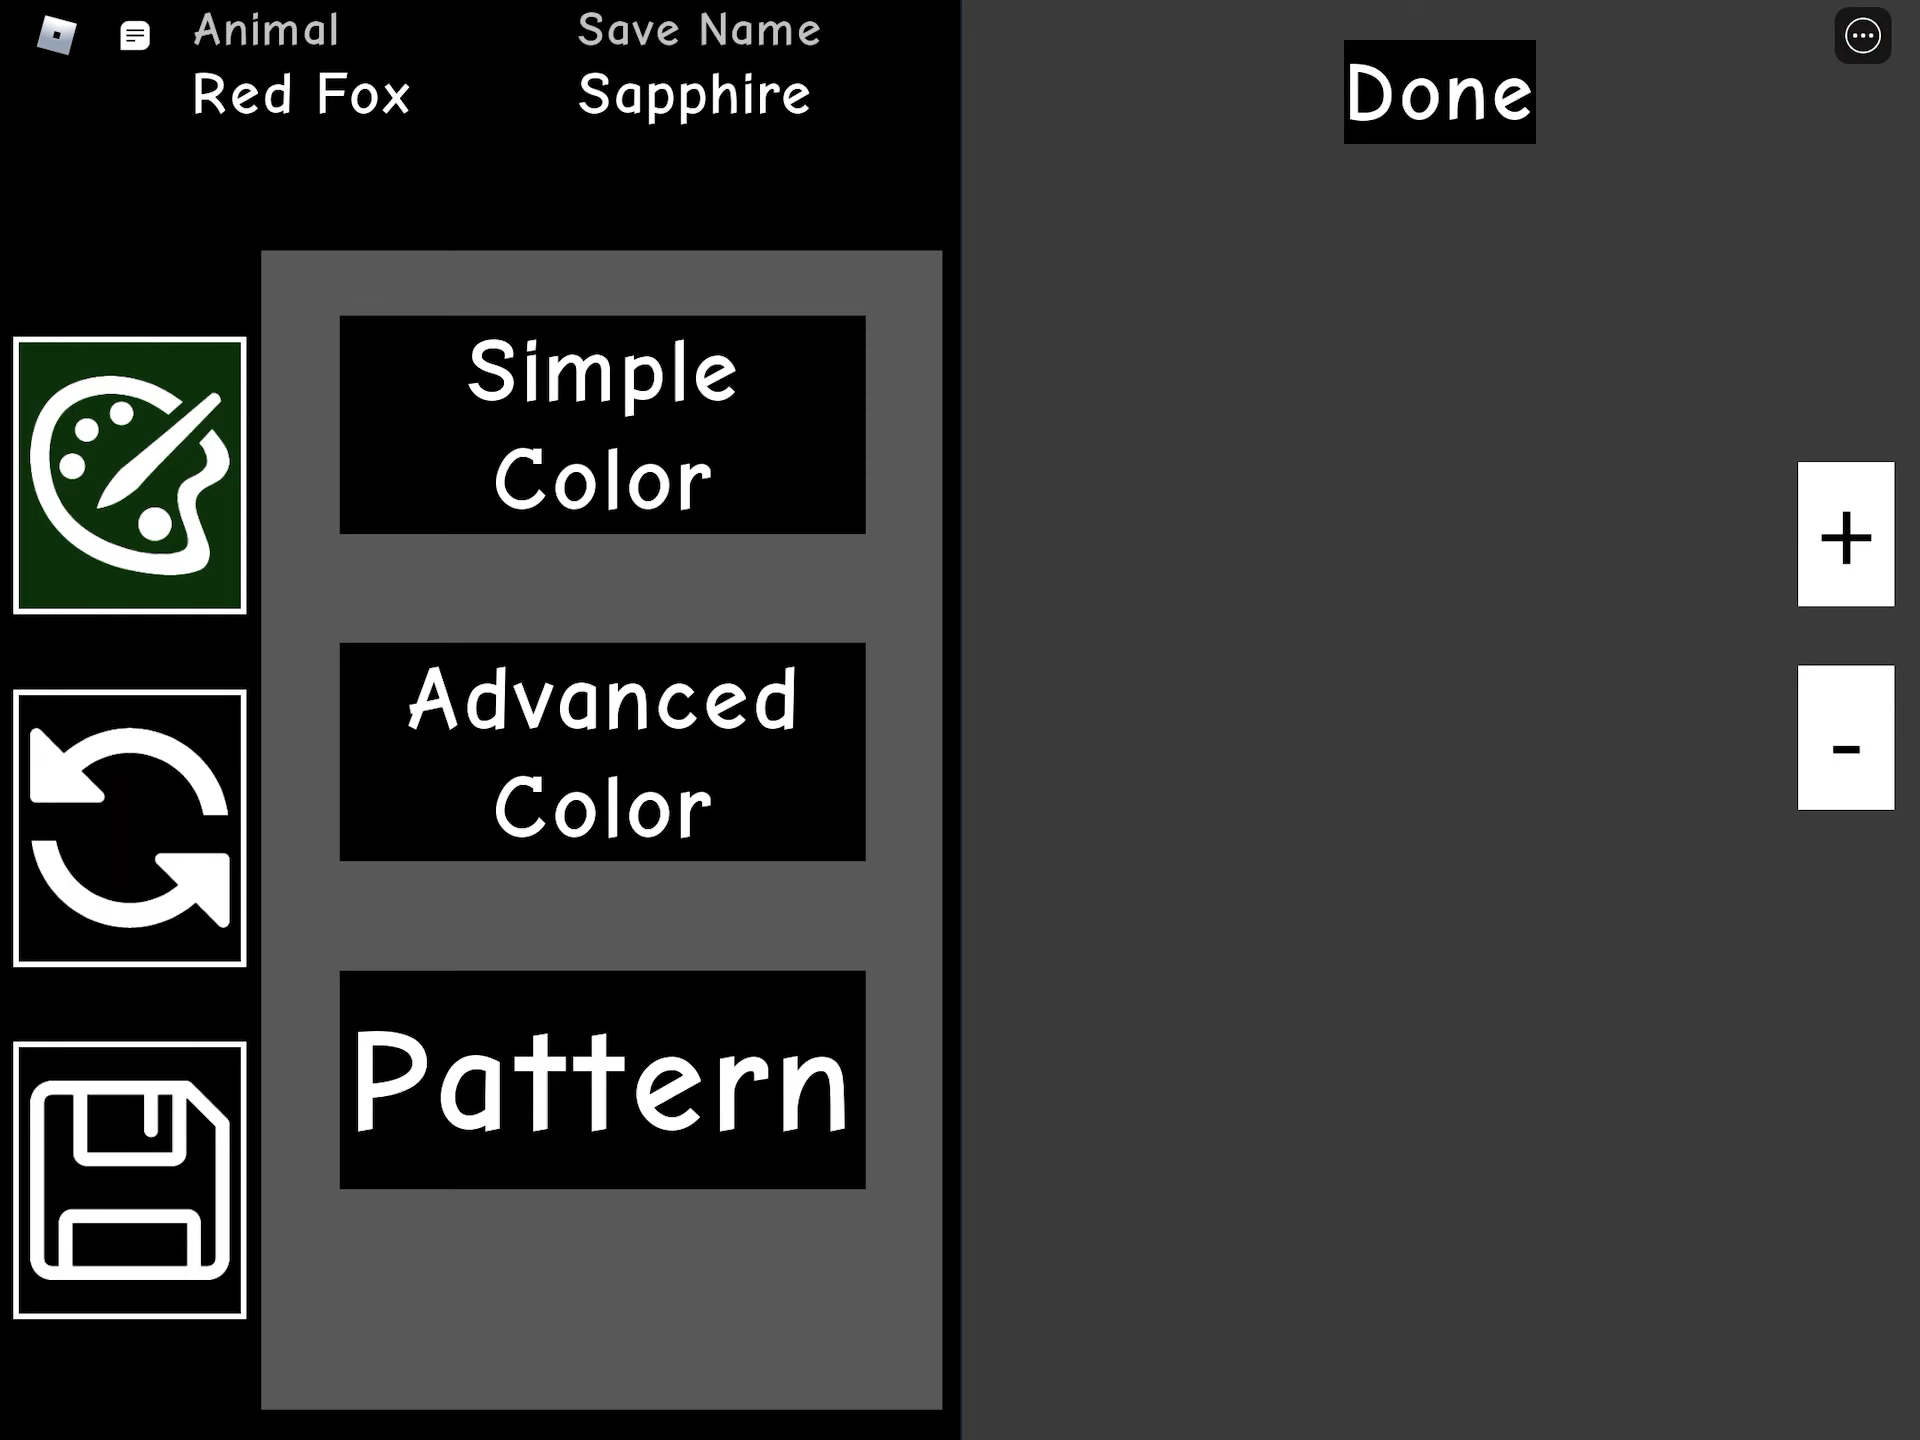 Animal
Red Fox
Save Name
Sapphire
Done
Simple
Color
Advanced
Color
Pattern
+
-